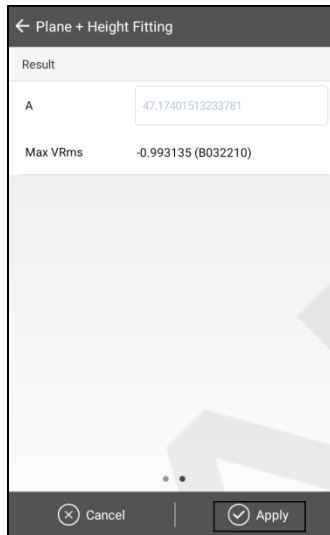 Plane + Height Fitting
Result
A 47.17401513233781
Max VRms -0.993135 (B032210)
Cancel Apply